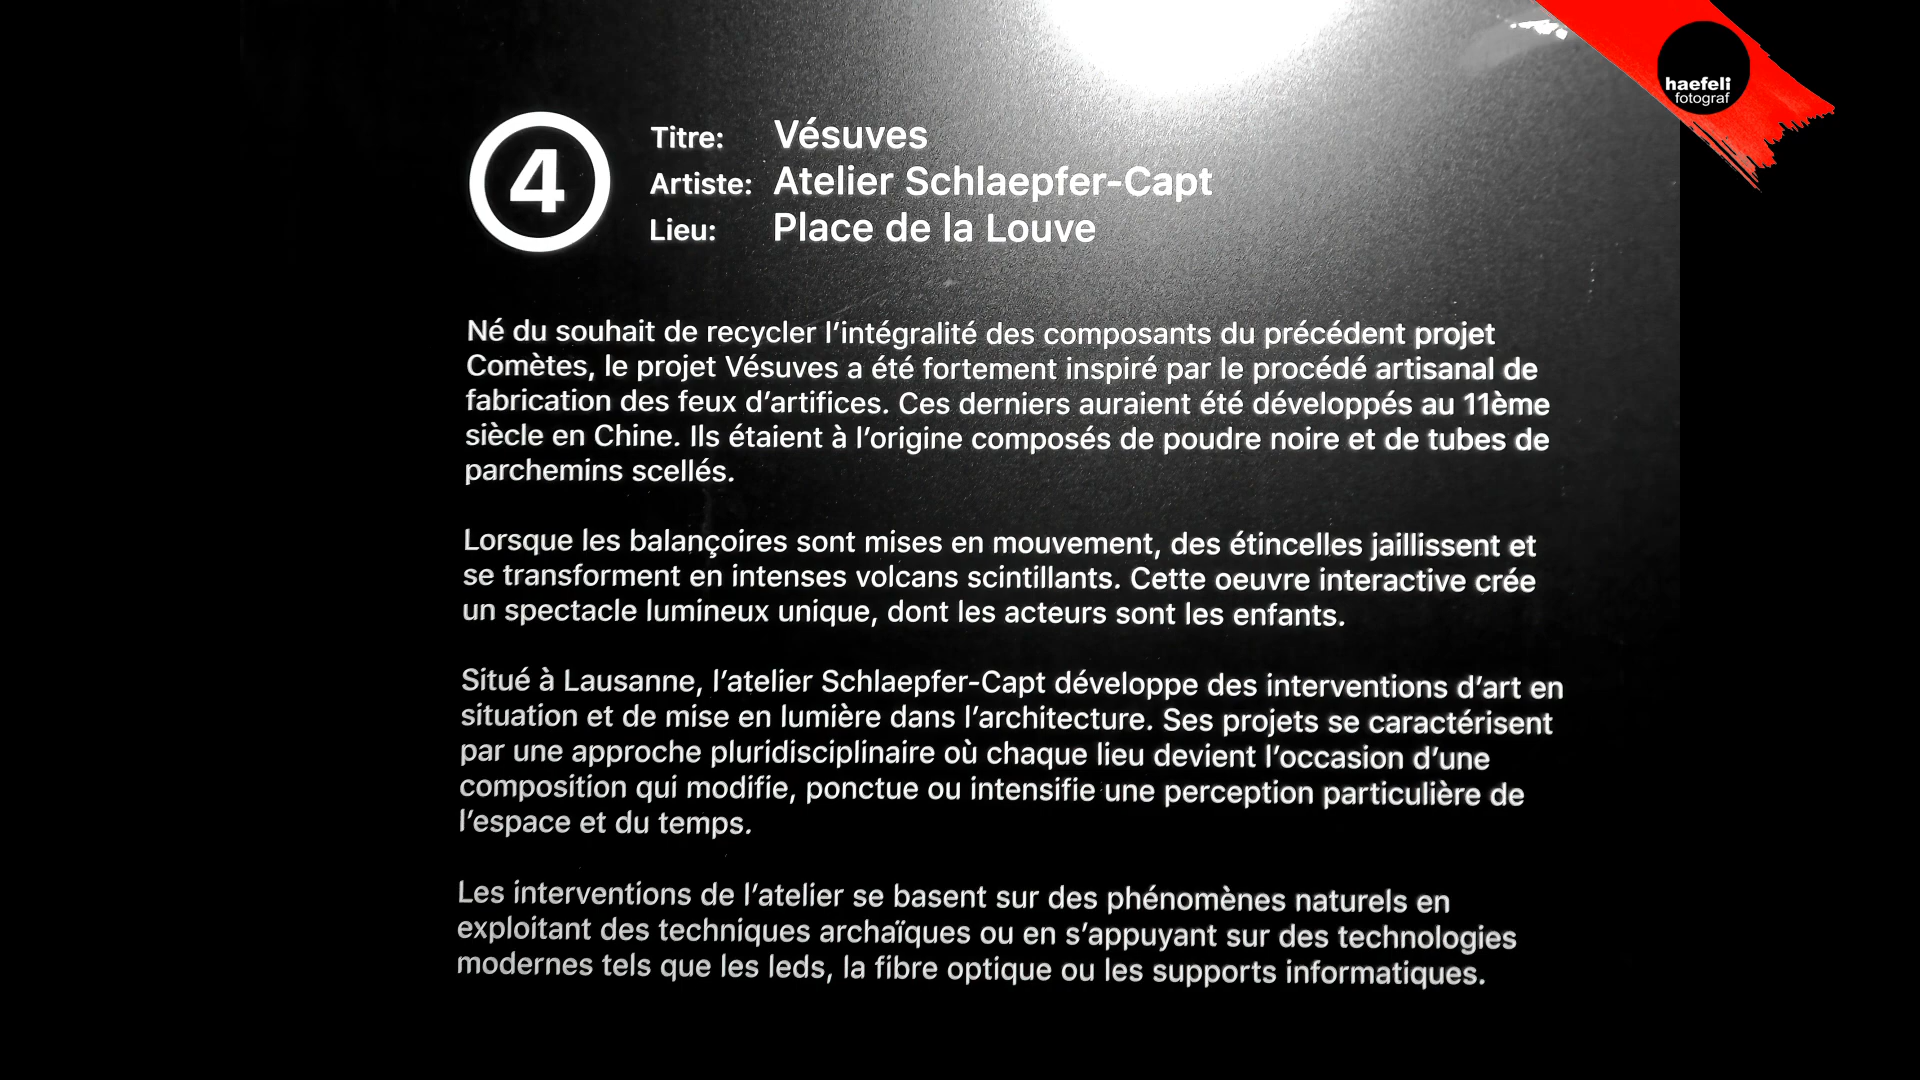 haefeli
fotograf
4
Titre: Vésuves
Artiste: Atelier Schlaepfer-Capt
Lieu: Place de la Louve
Né du souhait de recycler l'intégralité des composants du précédent projet
Comètes, le projet Vésuves a été fortement inspiré par le procédé artisanal de
fabrication des feux d'artifices. Ces derniers auraient été développés au 11ème
siècle en Chine. Ils étaient à l'origine composés de poudre noire et de tubes de
parchemins scellés.
Lorsque les balançoires sont mises en mouvement, des étincelles jaillissent et
se transforment en intenses volcans scintillants. Cette oeuvre interactive crée
un spectacle lumineux unique, dont les acteurs sont les enfants.
Situé à Lausanne, l'atelier Schlaepfer-Capt développe des interventions d'art en
situation et de mise en lumière dans l'architecture. Ses projets se caractérisent
par une approche pluridisciplinaire où chaque lieu devient l'occasion d'une
composition qui modifie, ponctue ou intensifie une perception particulière de
l'espace et du temps.
Les interventions de l'atelier se basent sur des phénomènes naturels en
exploitant des techniques archaïques ou en s'appuyant sur des technologies
modernes tels que les leds, la fibre optique ou les supports informatiques.